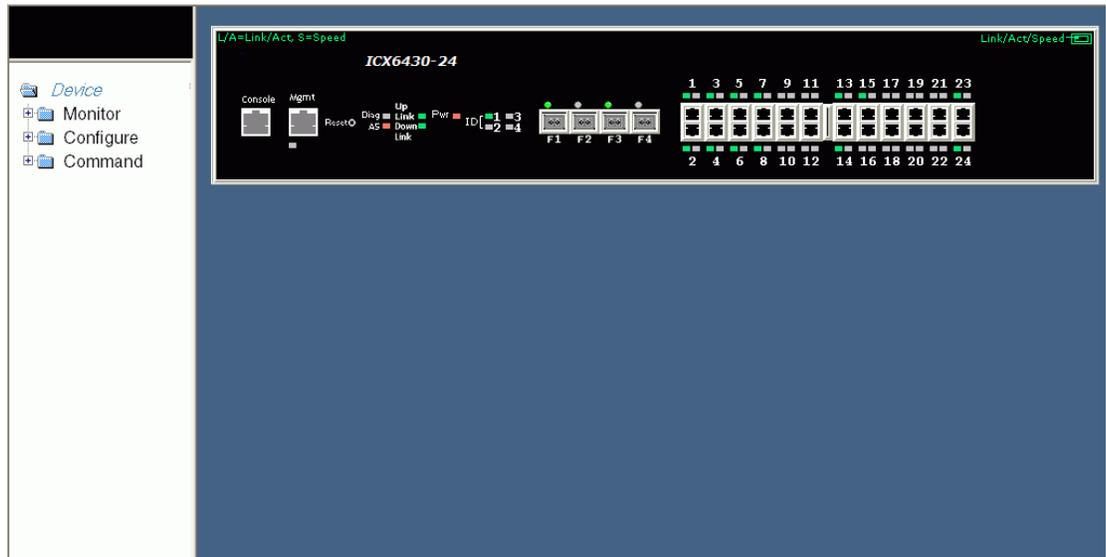 L/A=Link/Act, S=Speed
Link/Act/Speed
ICX6430-24
Device
Monitor
Configure
Command
Console
Mgmt
Reset
Diag
AS
Up
Link
Down
Link
Pwr
ID[
1
3
2
4
F1 F2 F3 F4
1 3 5 7 9 11 13 15 17 19 21 23
2 4 6 8 10 12 14 16 18 20 22 24